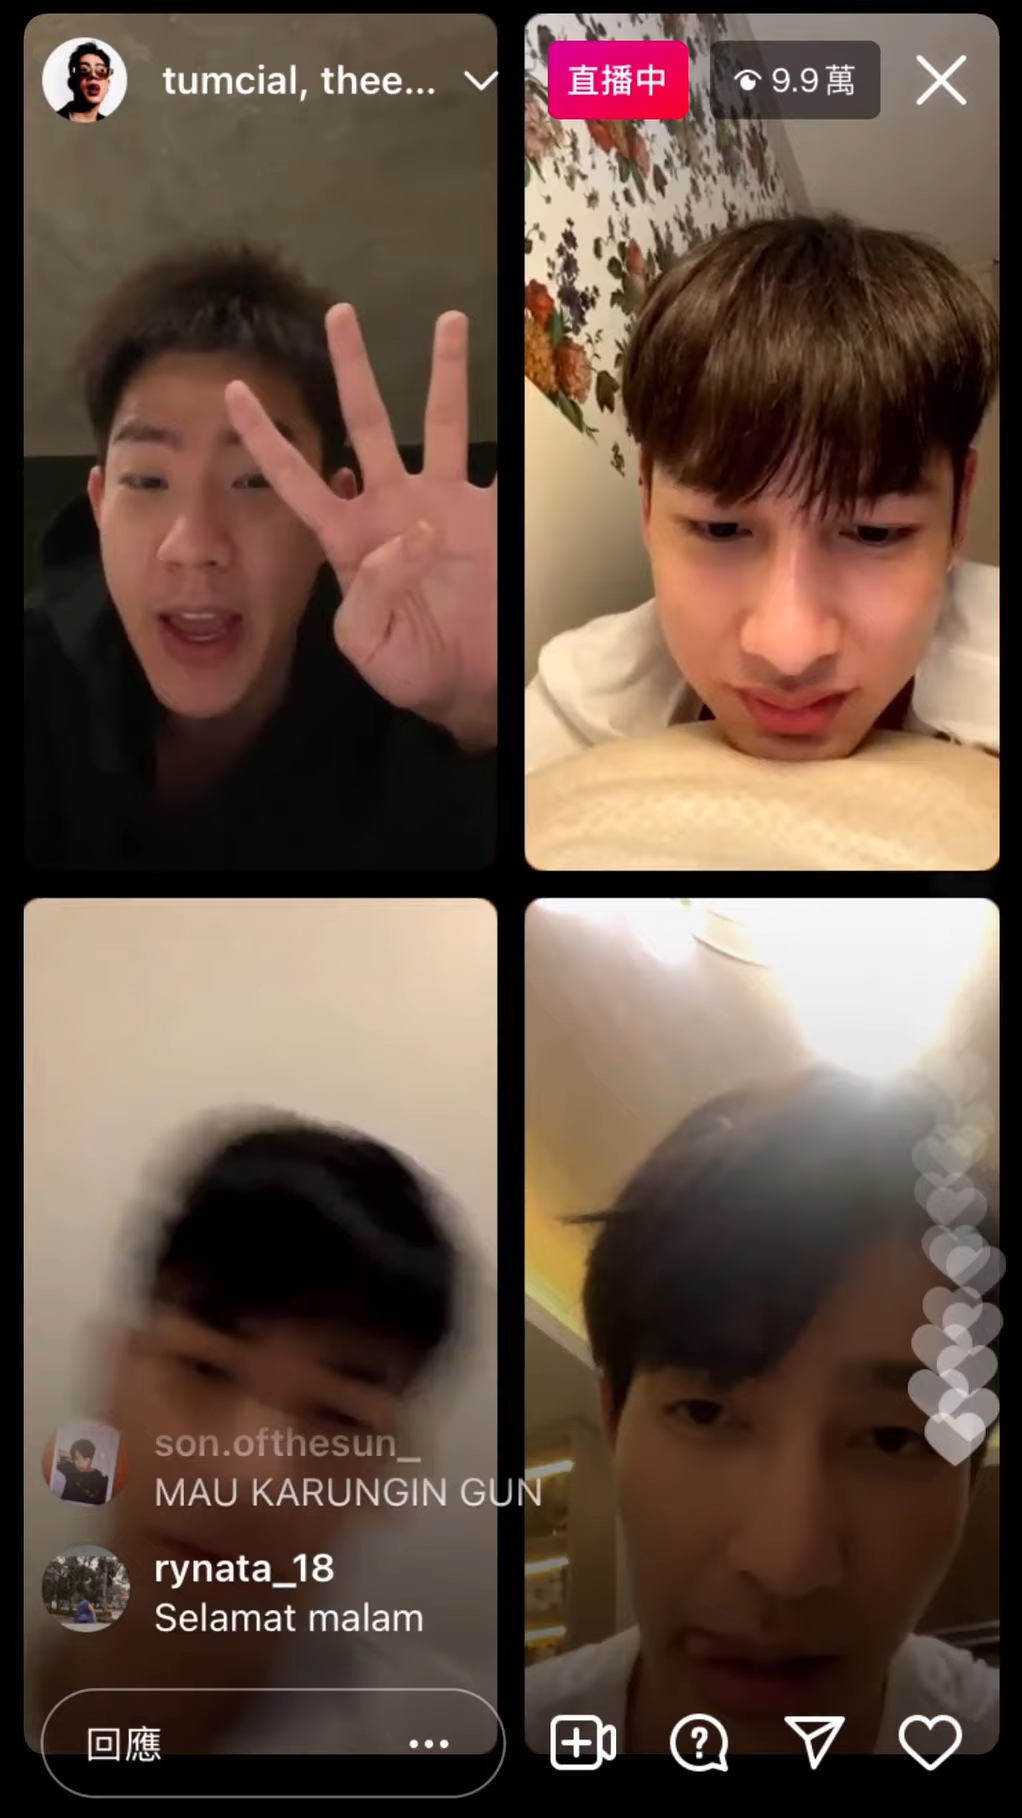 tumcial, thee...
直播中
9.9萬
son.ofthesun_
MAU KARUNGIN GUN
rynata_18
Selamat malam
回應